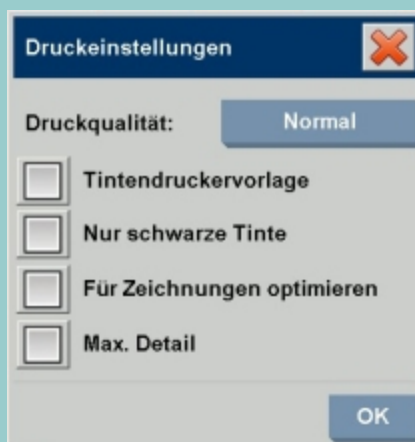 Druckeinstellungen
Druckqualität: Normal
Tintendruckervorlage
Nur schwarze Tinte
Für Zeichnungen optimieren
Max. Detail
OK